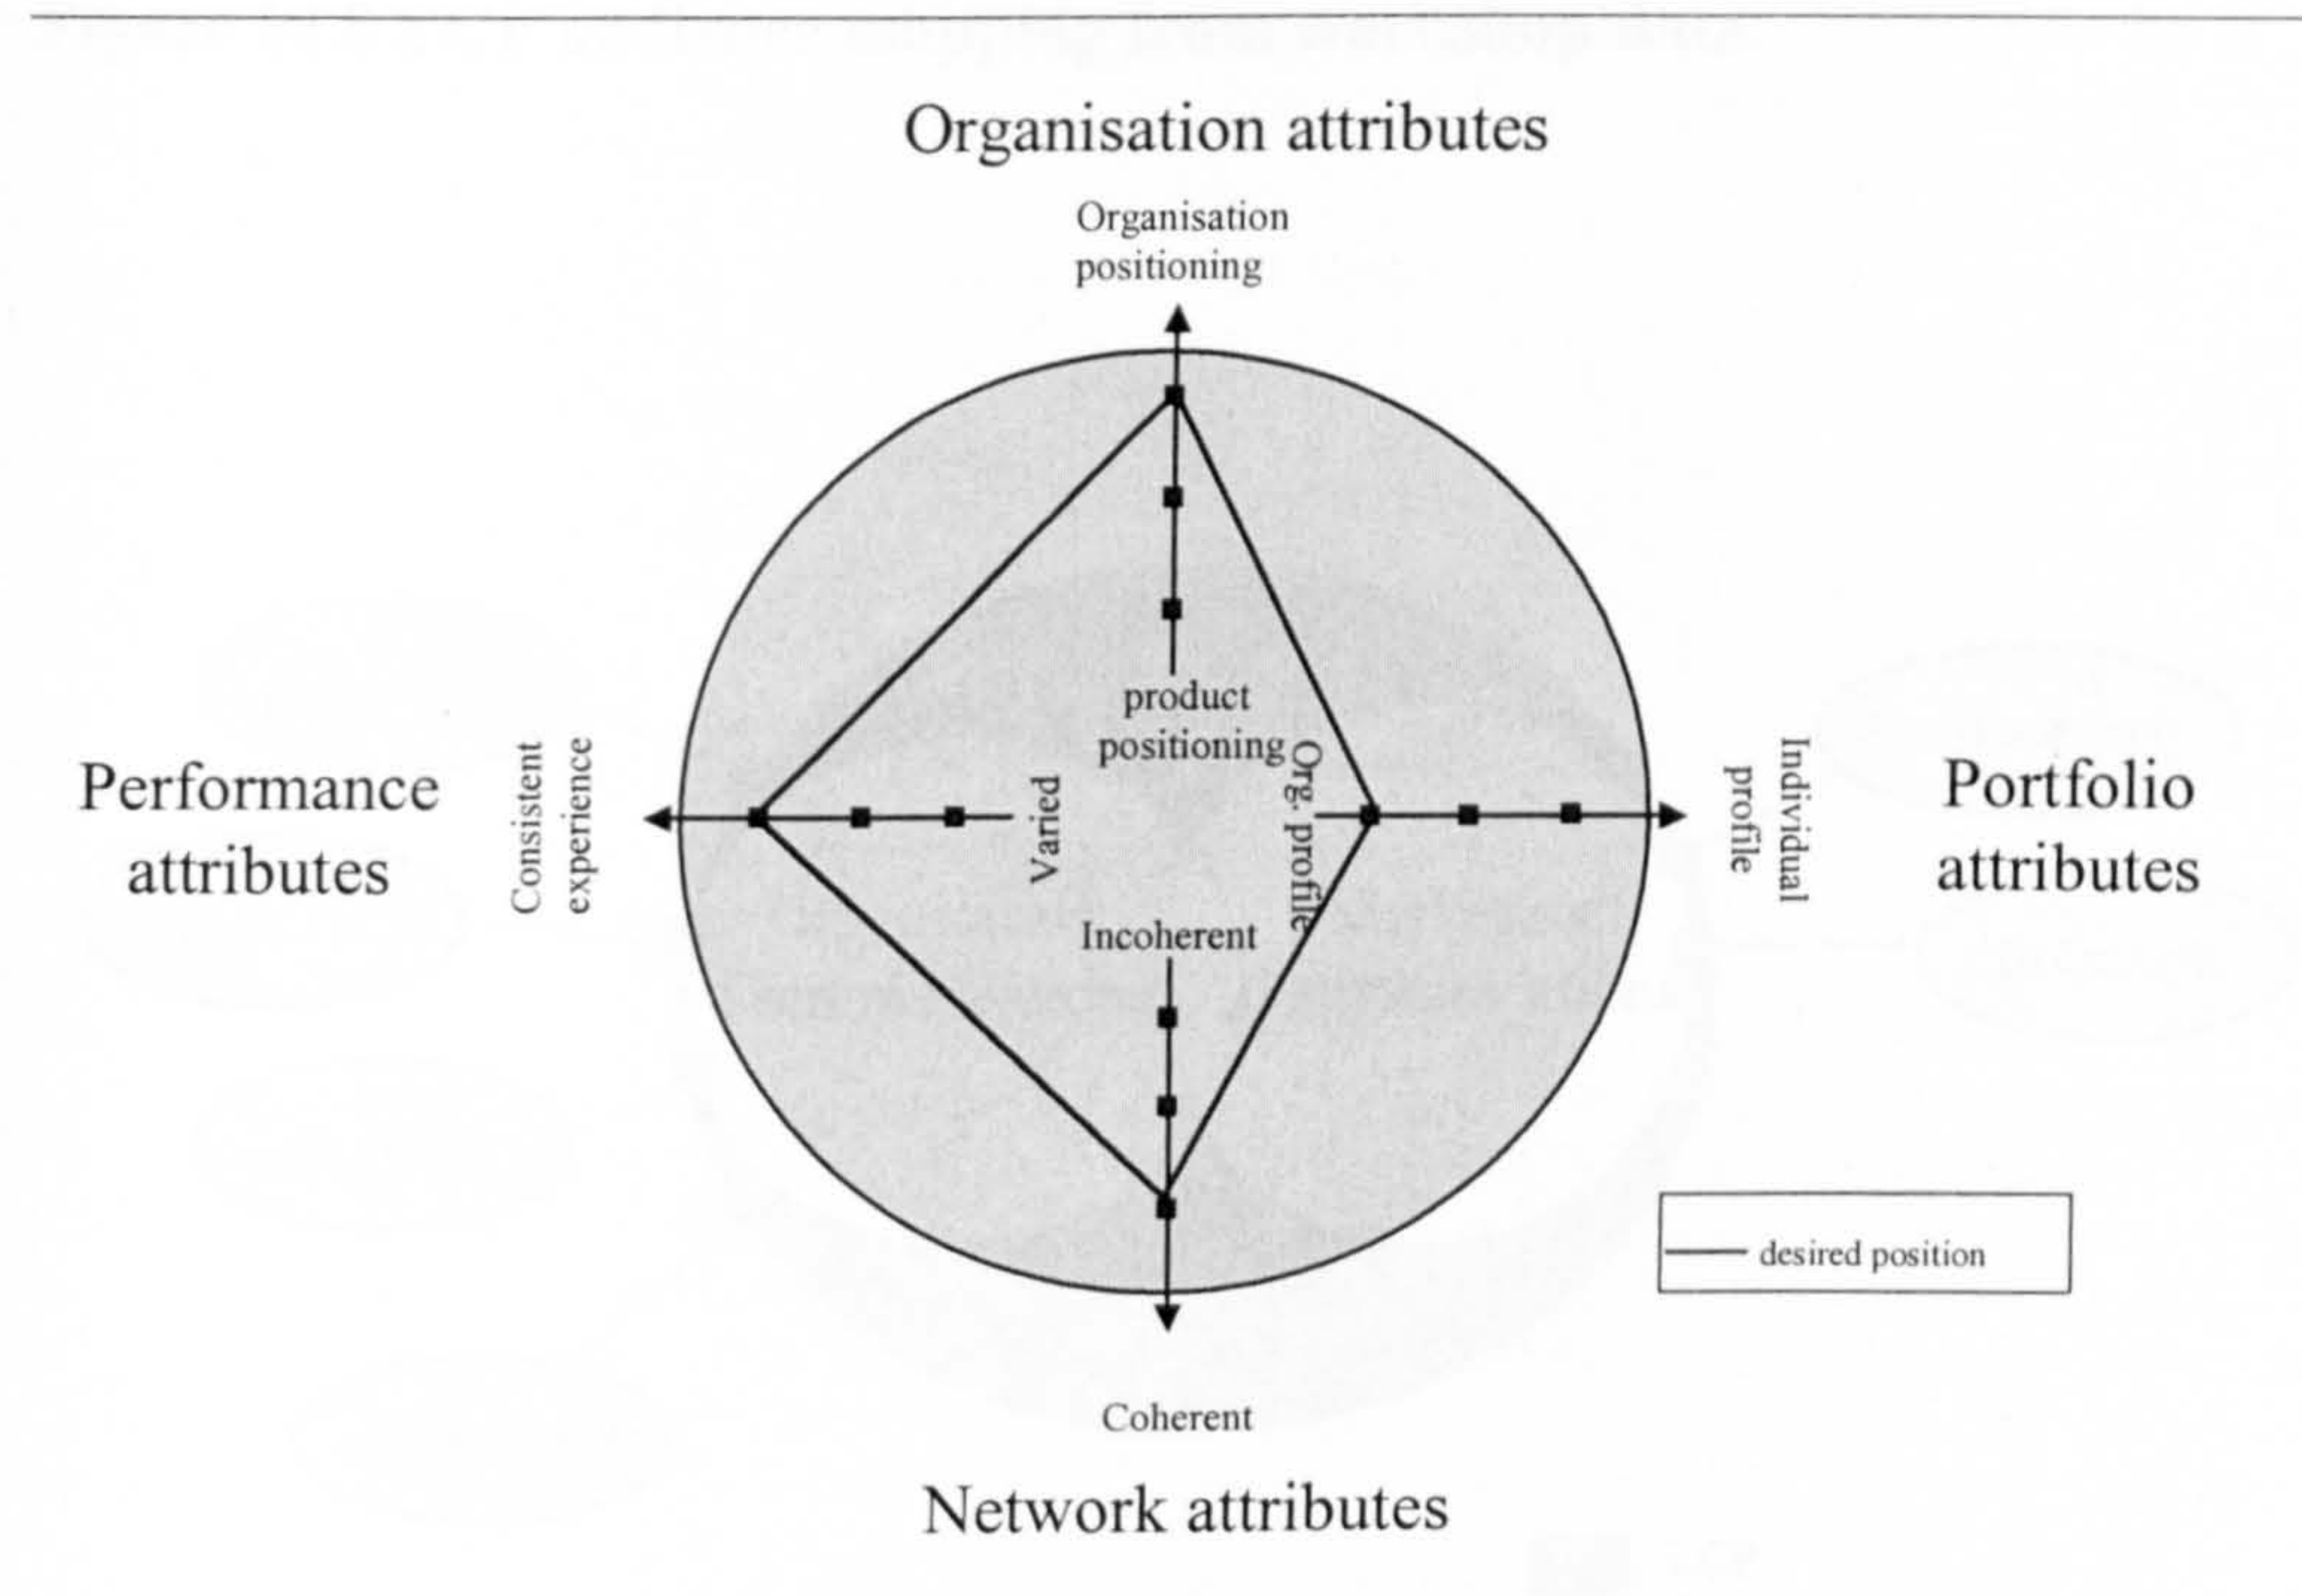 Organisation attributes
Organisation
positioning
product
positioning
Performance
attributes
Consistent
experience
Varied
Org. profile
Individual
profile
Portfolio
attributes
Incoherent
desired position
Coherent
Network attributes